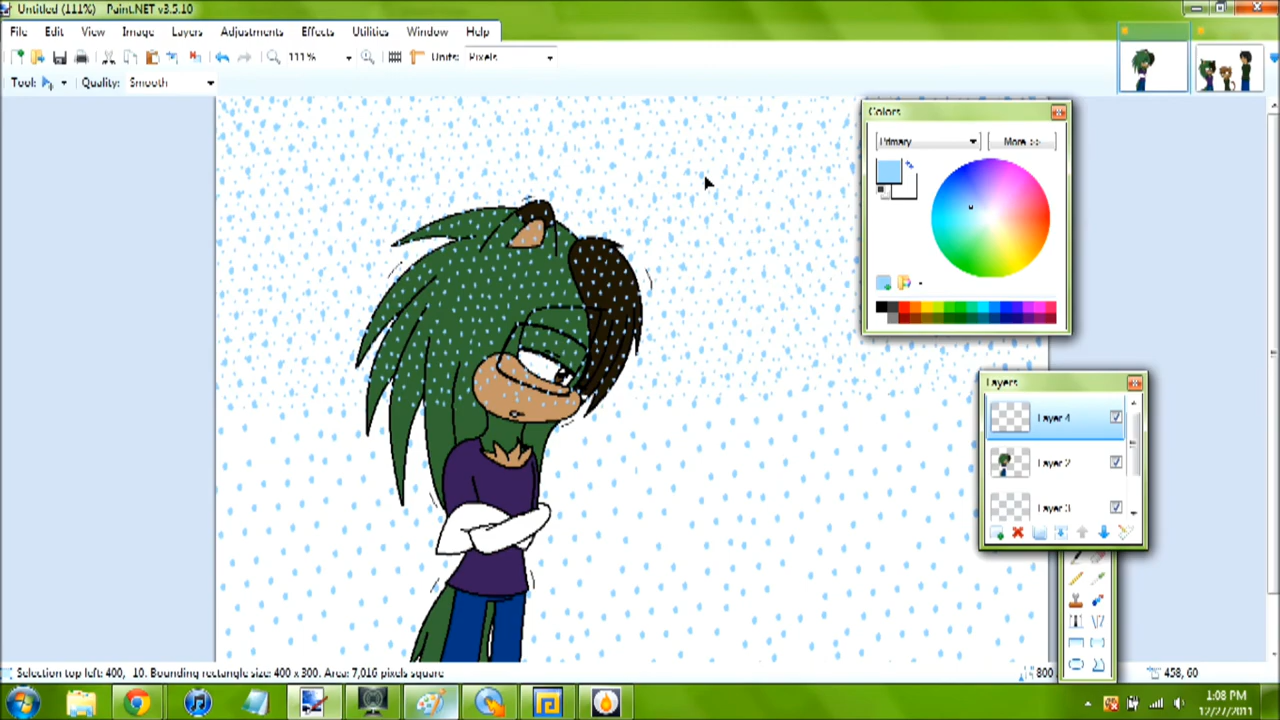 Untitled (111%) - Paint.NET v3.5.10
File Edit View Image Layers Adjustments Effects Utilities Window Help
111% Units: Pixels
Tool: Quality: Smooth
Colors
Primary More >>
Layers
Layer 4
Layer 2
Layer 3
Selection top left: 400, -10. Bounding rectangle size: 400 x 300. Area: 7,016 pixels square
800
458, 60
1:08 PM
12/27/2011